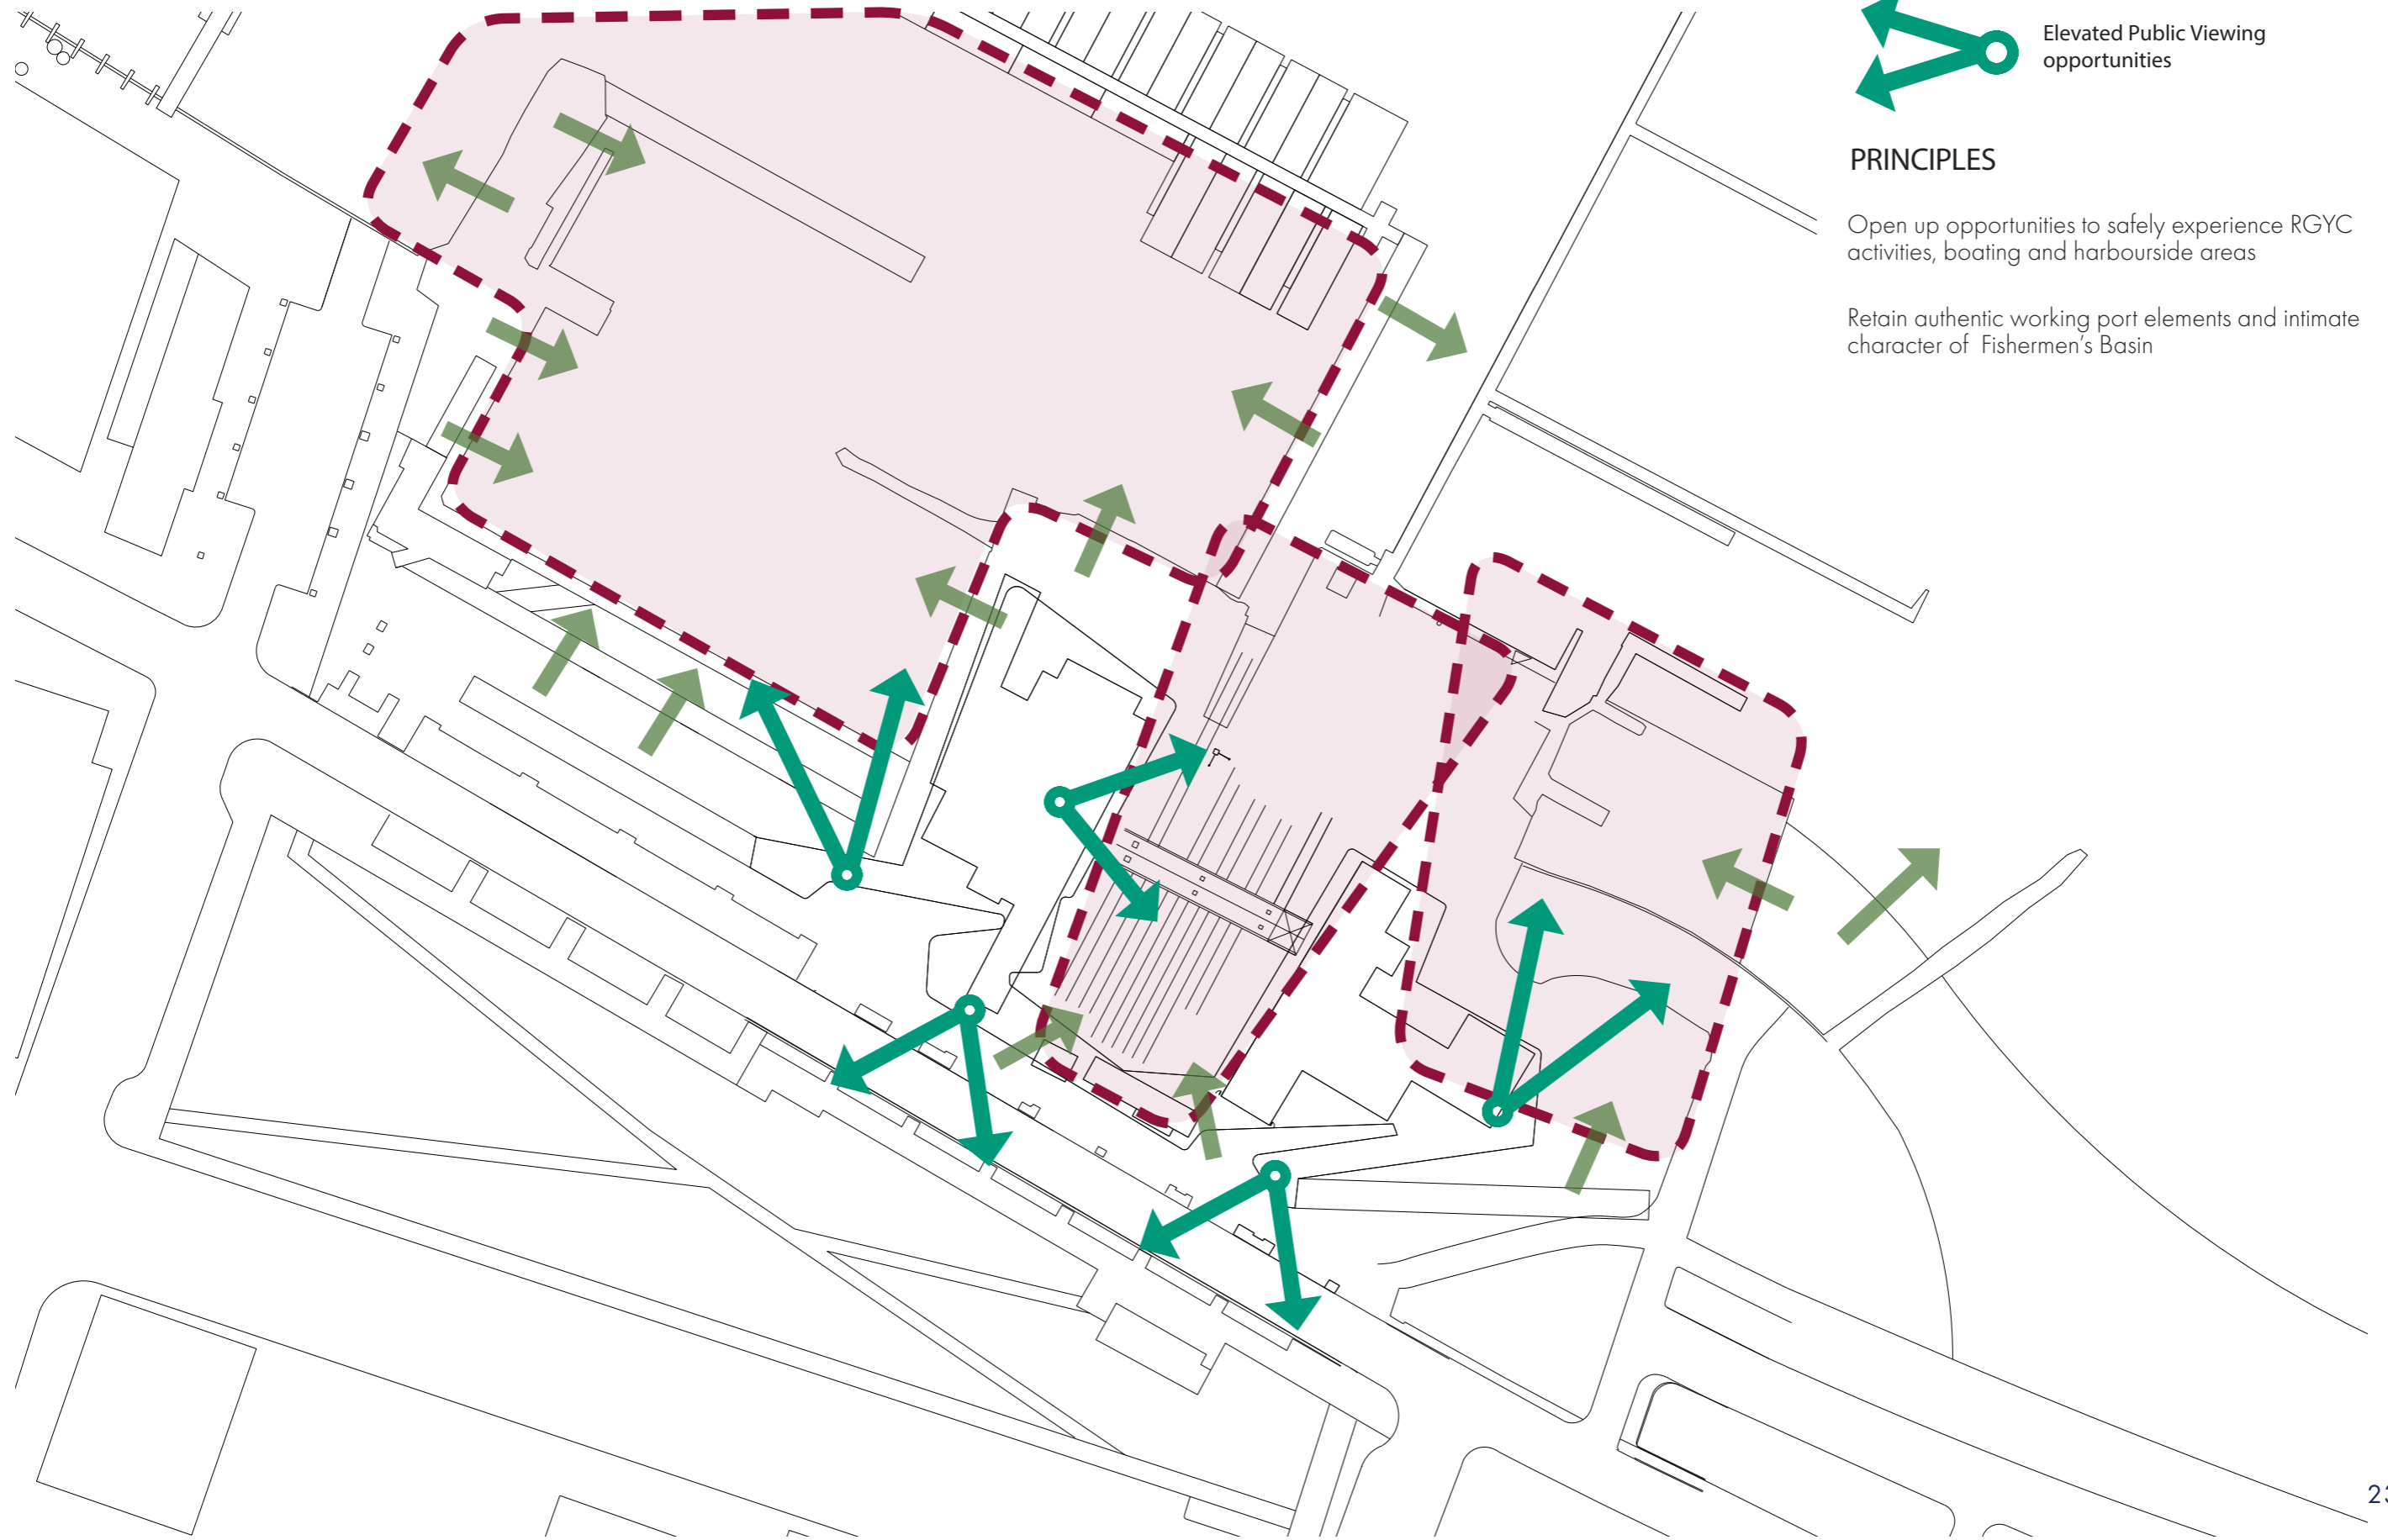 Elevated Public Viewing
opportunities
PRINCIPLES
Open up opportunities to safely experience RGYC
activities, boating and harbourside areas
Retain authentic working port elements and intimate
character of Fishermen's Basin
23